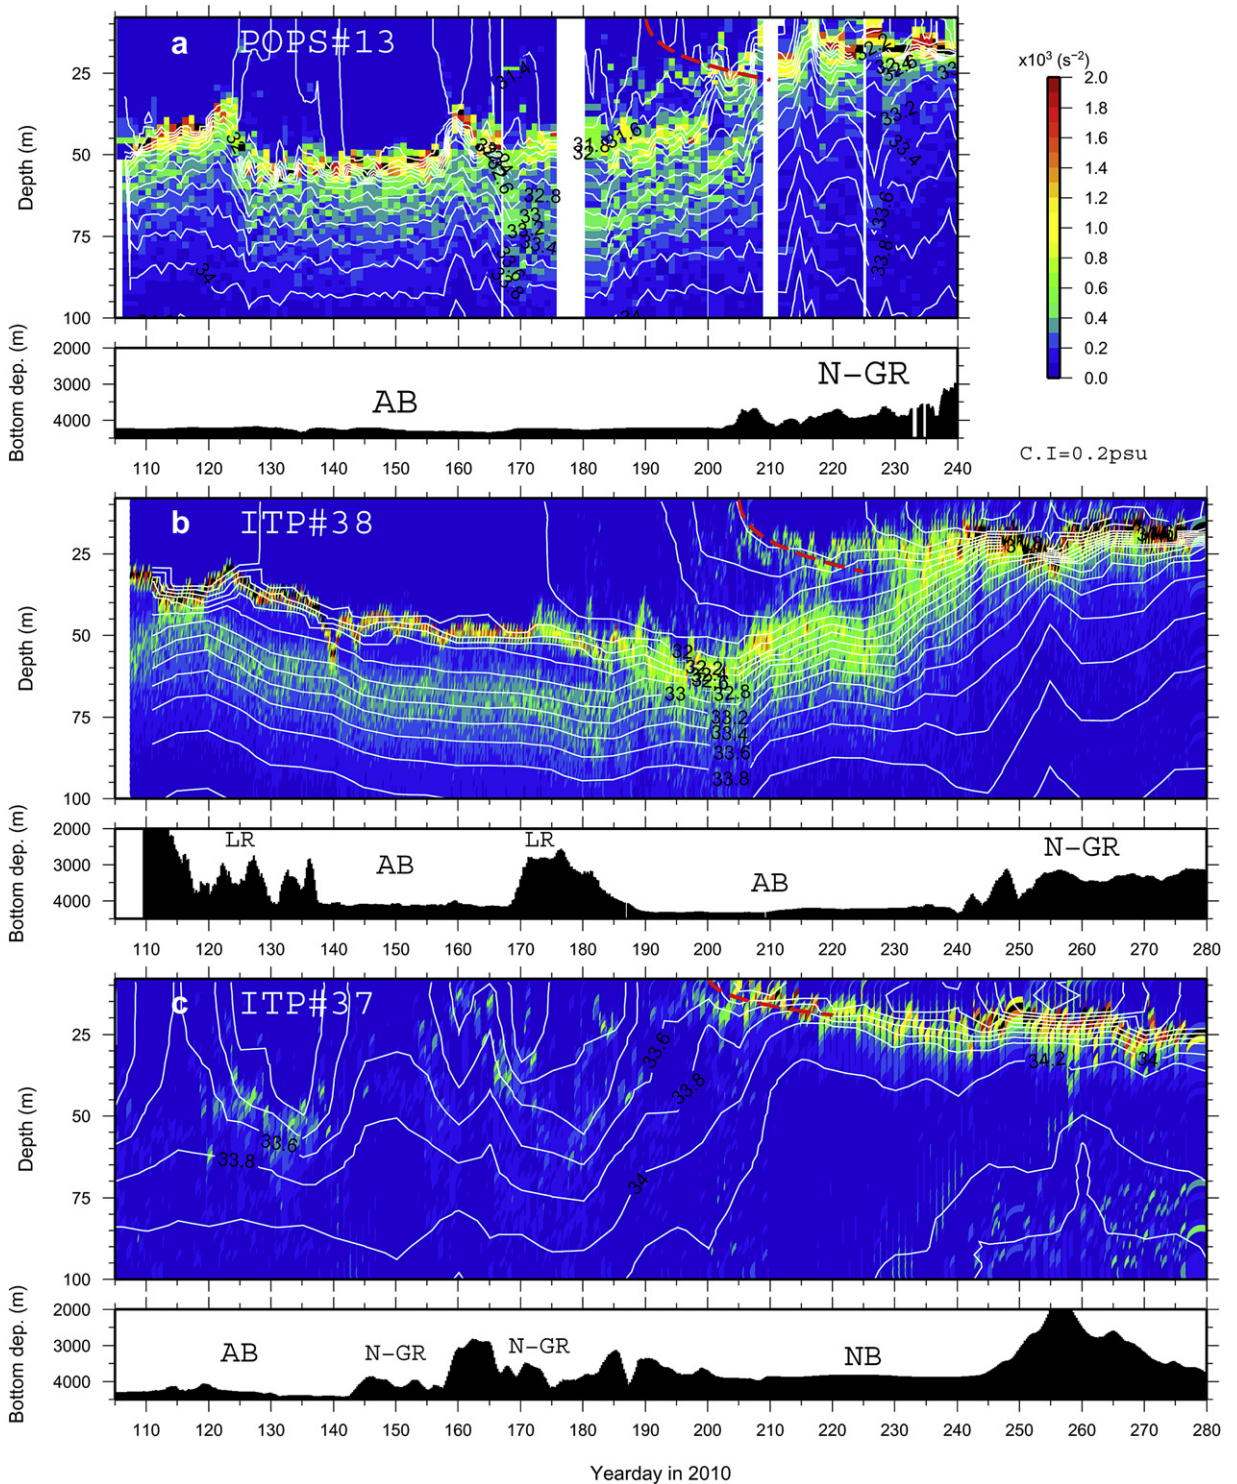 a POPS#13
Depth (m)
25
50
75
100
31.4
31.6
31.8
32.8
32.8
33
33.2
33.4
34
32.2
33.2
33.4
33.6
33.8
x10³ (s⁻²)
2.0
1.8
1.6
1.4
1.2
1.0
0.8
0.6
0.4
0.2
0.0
C.I=0.2psu
Bottom dep. (m)
2000
3000
4000
AB
N-GR
110 120 130 140 150 160 170 180 190 200 210 220 230 240
b ITP#38
Depth (m)
25
50
75
100
32
32.2
33
32.8
33.2
33.4
33.6
33.8
Bottom dep. (m)
2000
3000
4000
LR
AB
LR
AB
N-GR
110 120 130 140 150 160 170 180 190 200 210 220 230 240 250 260 270 280
c ITP#37
Depth (m)
25
50
75
100
33.6
33.8
33.6
33.8
34
34.2
34
Bottom dep. (m)
2000
3000
4000
AB
N-GR
N-GR
NB
110 120 130 140 150 160 170 180 190 200 210 220 230 240 250 260 270 280
Yearday in 2010